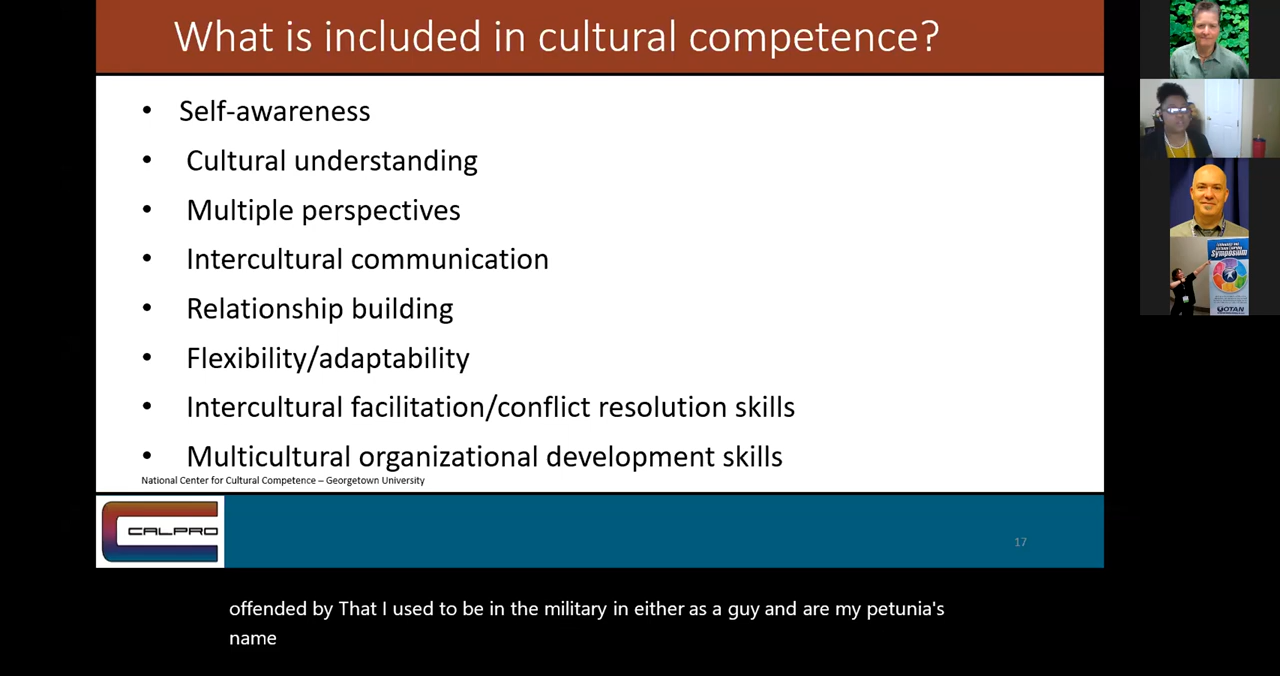 What is included in cultural competence?
• Self-awareness
• Cultural understanding
• Multiple perspectives
• Intercultural communication
• Relationship building
• Flexibility/adaptability
• Intercultural facilitation/conflict resolution skills
• Multicultural organizational development skills
National Center for Cultural Competence – Georgetown University
CALPRO
17
offended by That I used to be in the military in either as a guy and are my petunia's
name
Symposium
OTAN